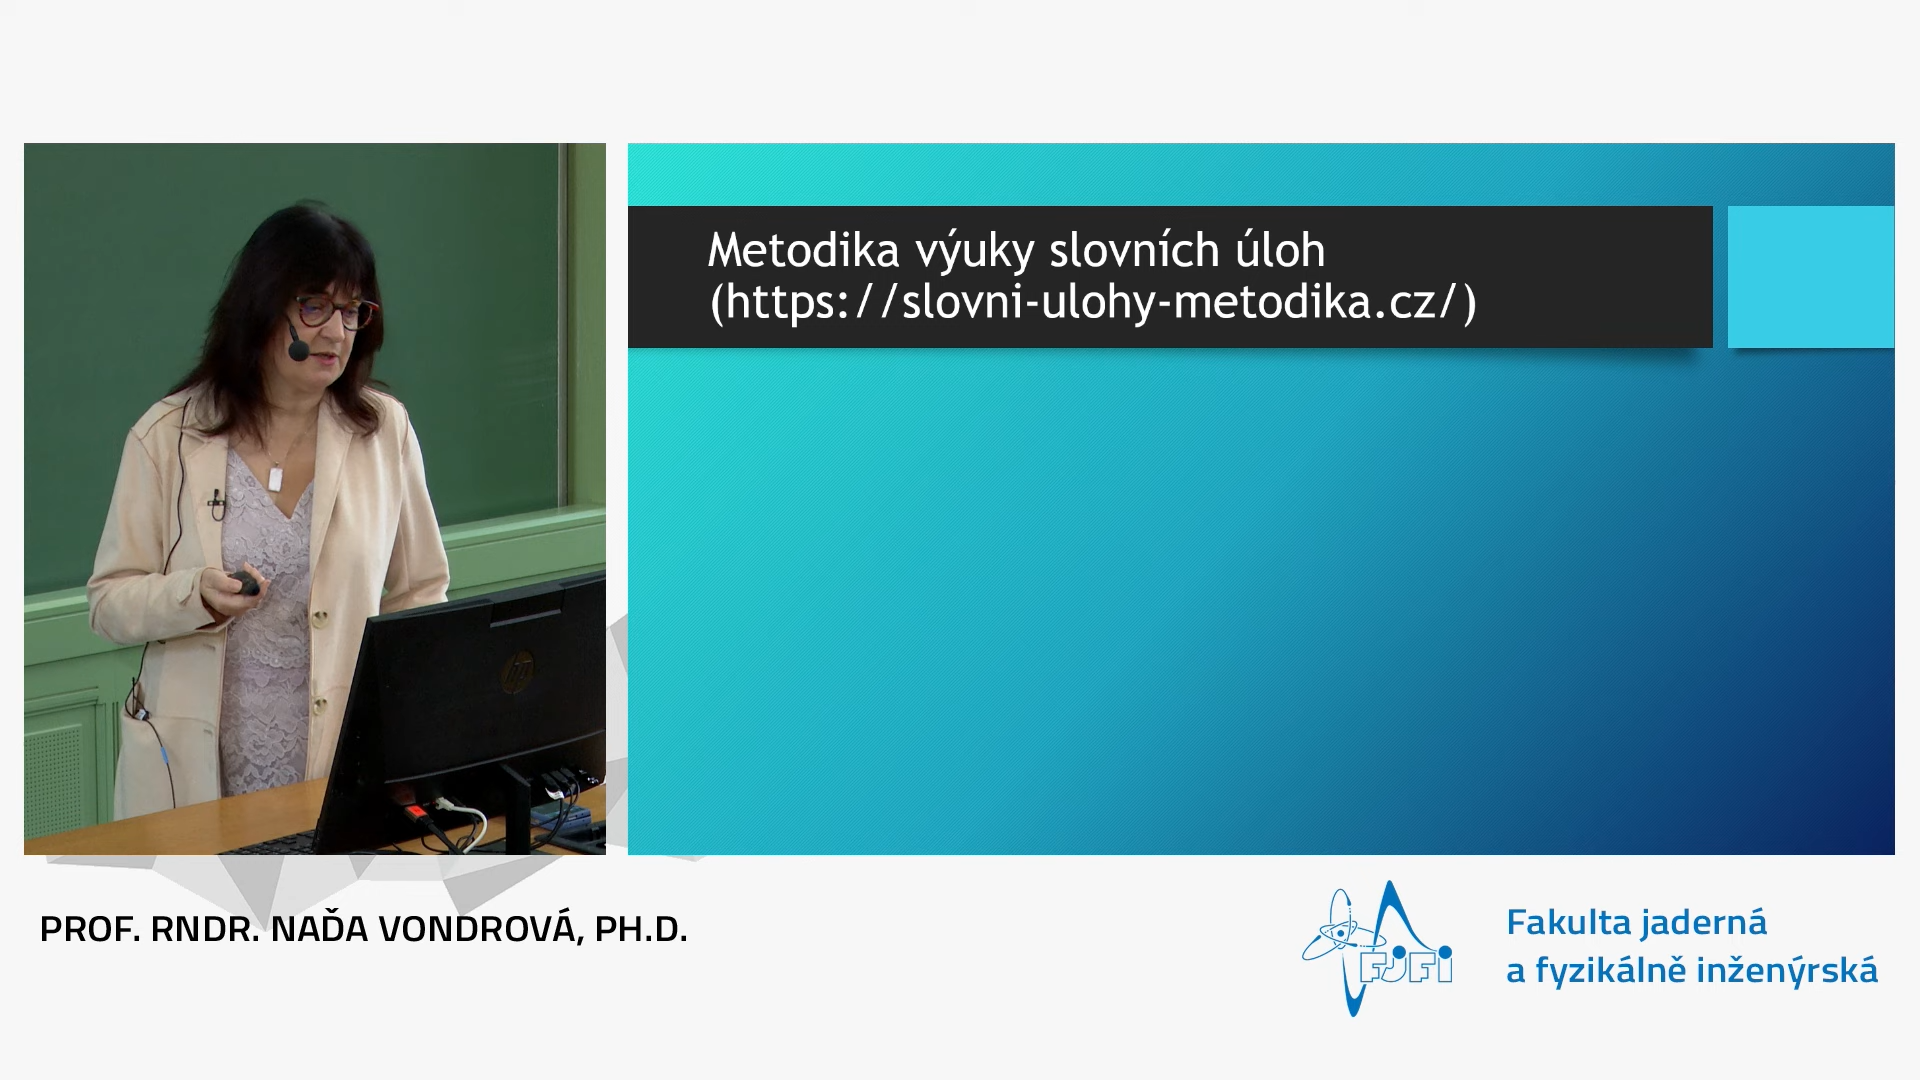 Metodika výuky slovních úloh
(https://slovni-ulohy-metodika.cz/)
hp
PROF. RNDR. NAĎA VONDROVÁ, PH.D.
FJFI
Fakulta jaderná
a fyzikálně inženýrská